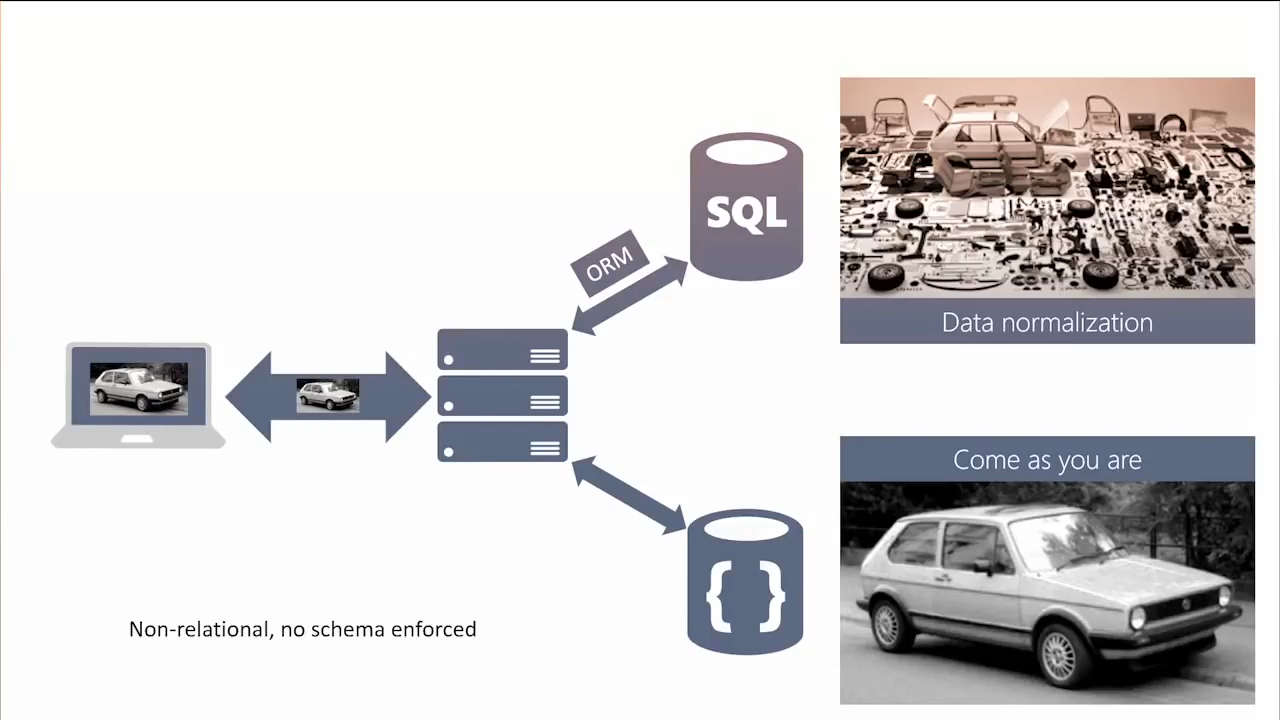 SQL
ORM
Data normalization
Come as you are
{ }
Non-relational, no schema enforced